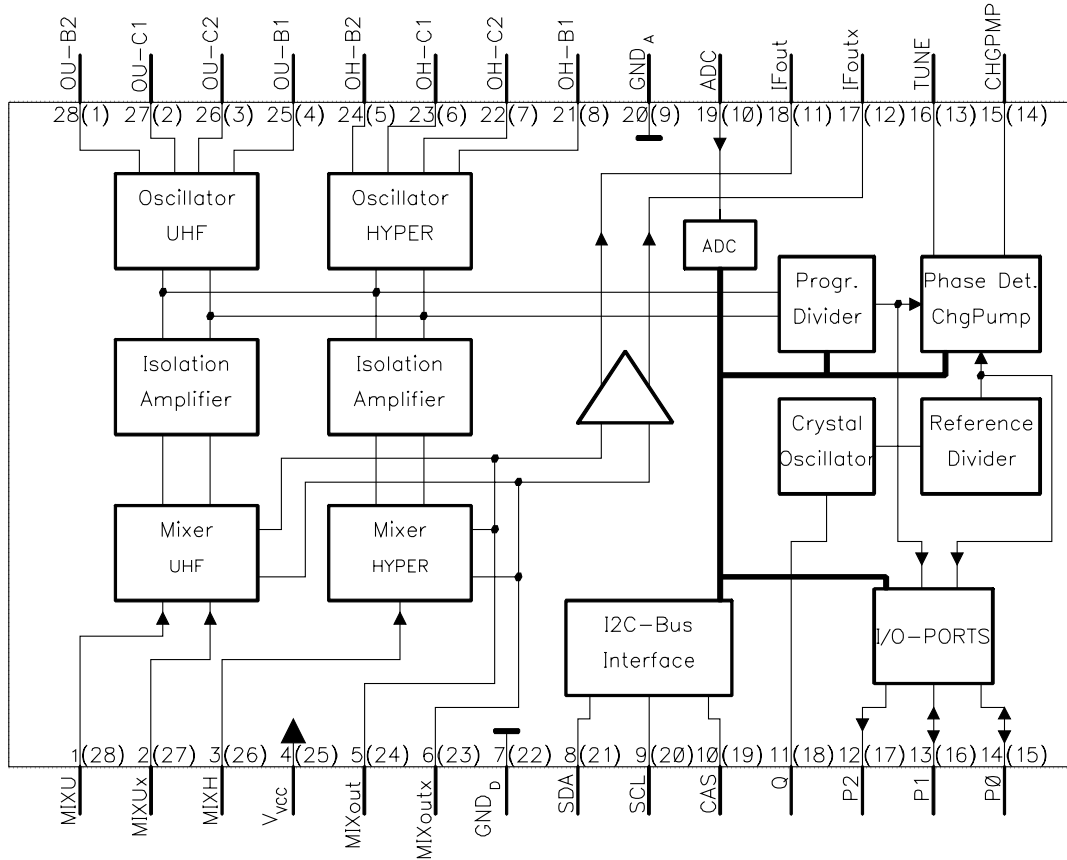 OU-B2
OU-C1
OU-C2
OU-B1
OH-B2
OH-C1
OH-C2
OH-B1
GND A
ADC
IFout
IFoutx
TUNE
CHGPMP
28(1)
27(2)
26(3)
25(4)
24(5)
23(6)
22(7)
21(8)
20(9)
19(10)
18(11)
17(12)
16(13)
15(14)
Oscillator
UHF
Oscillator
HYPER
ADC
Progr.
Divider
Phase Det.
ChgPump
Isolation
Amplifier
Isolation
Amplifier
Crystal
Oscillator
Reference
Divider
Mixer
UHF
Mixer
HYPER
I2C-Bus
Interface
I/O-PORTS
1(28)
2(27)
3(26)
4(25)
5(24)
6(23)
7(22)
8(21)
9(20)
10(19)
11(18)
12(17)
13(16)
14(15)
MIXU
MIXUx
MIXH
Vvcc
MIXout
MIXoutx
GND D
SDA
SCL
CAS
Q
P2
P1
P0